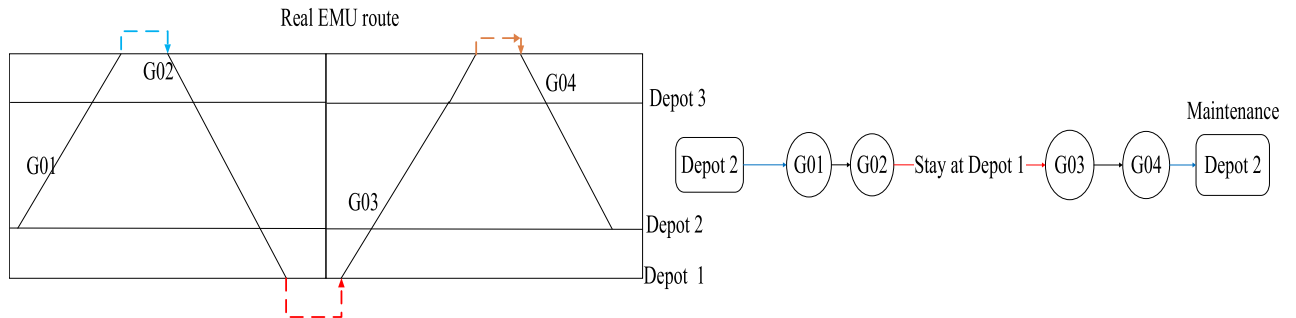 Real EMU route
G02
G04
Depot 3
G01
G03
Depot 2
Depot 1
Maintenance
Depot 2
G01
G02
Stay at Depot 1
G03
G04
Depot 2